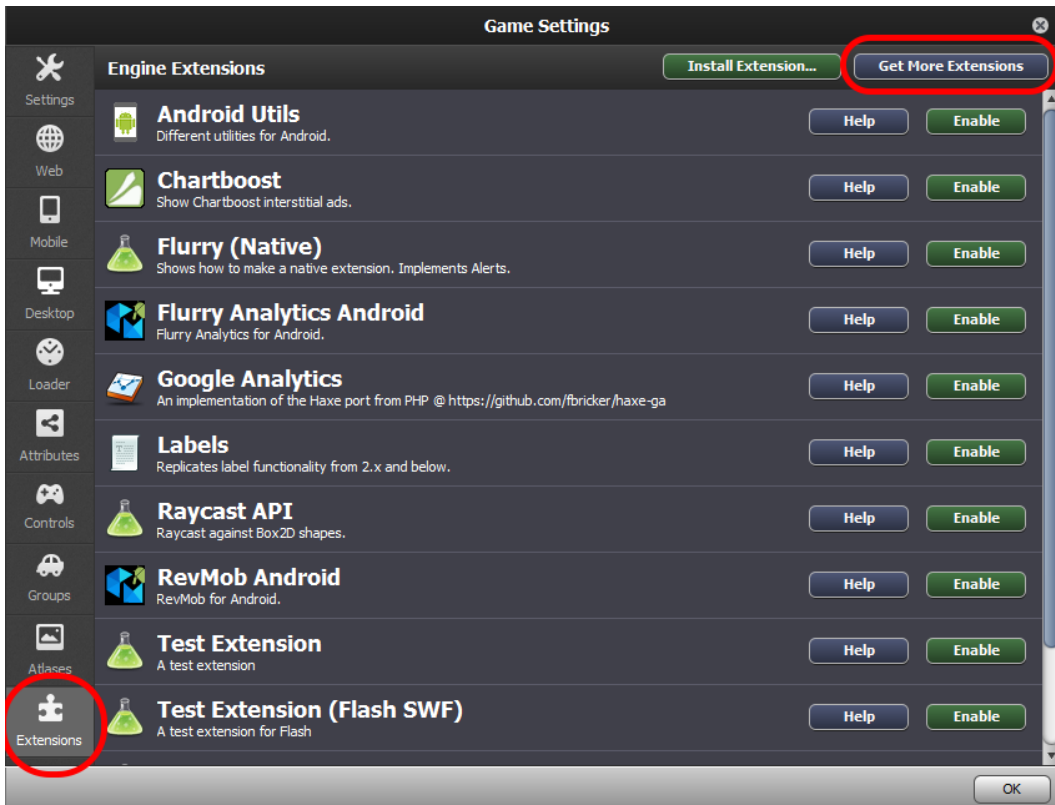 Game Settings
Settings
Web
Mobile
Desktop
Loader
Attributes
Controls
Groups
Atlases
Extensions
Engine Extensions
Install Extension...
Get More Extensions
Android Utils
Different utilities for Android.
Help
Enable
Chartboost
Show Chartboost interstitial ads.
Help
Enable
Flurry (Native)
Shows how to make a native extension. Implements Alerts.
Help
Enable
Flurry Analytics Android
Flurry Analytics for Android.
Help
Enable
Google Analytics
An implementation of the Haxe port from PHP @ https://github.com/fbricker/haxe-ga
Help
Enable
Labels
Replicates label functionality from 2.x and below.
Help
Enable
Raycast API
Raycast against Box2D shapes.
Help
Enable
RevMob Android
RevMob for Android.
Help
Enable
Test Extension
A test extension
Help
Enable
Test Extension (Flash SWF)
A test extension for Flash
Help
Enable
OK